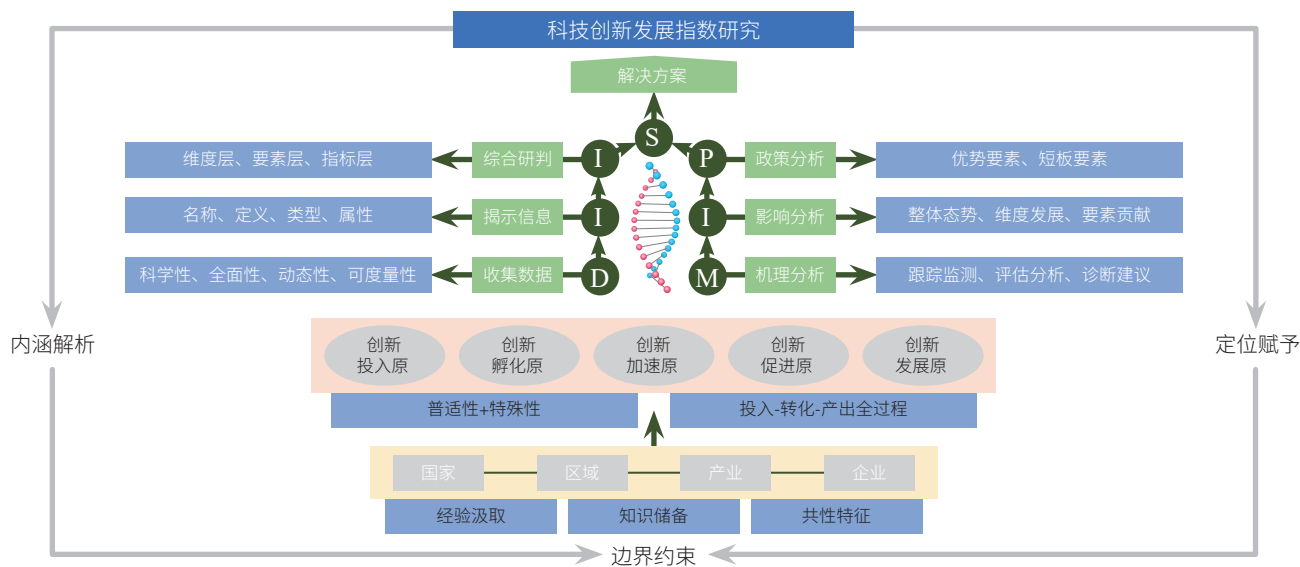 科技创新发展指数研究
解决方案
S
维度层、要素层、指标层
综合研判
I
P
政策分析
优势要素、短板要素
名称、定义、类型、属性
揭示信息
I
I
影响分析
整体态势、维度发展、要素贡献
科学性、全面性、动态性、可度量性
收集数据
D
M
机理分析
跟踪监测、评估分析、诊断建议
内涵解析
定位赋予
创新
投入原
创新
孵化原
创新
加速原
创新
促进原
创新
发展原
普适性+特殊性
投入-转化-产出全过程
国家
区域
产业
企业
经验汲取
知识储备
共性特征
边界约束